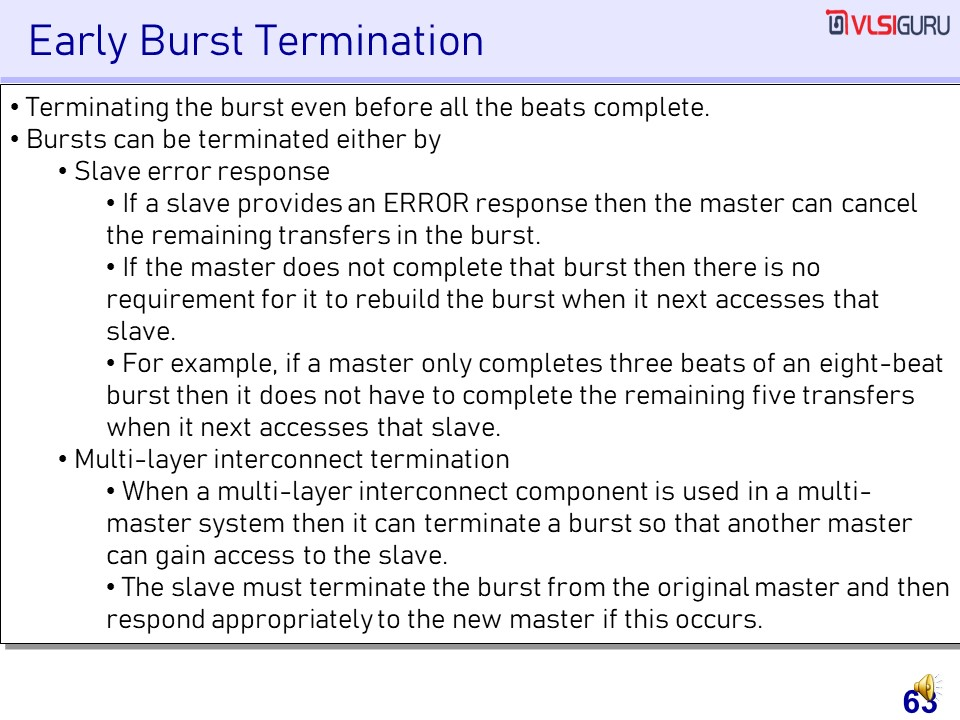 Early Burst Termination
VLSIGURU
• Terminating the burst even before all the beats complete.
• Bursts can be terminated either by
• Slave error response
• If a slave provides an ERROR response then the master can cancel
the remaining transfers in the burst.
• If the master does not complete that burst then there is no
requirement for it to rebuild the burst when it next accesses that
slave.
• For example, if a master only completes three beats of an eight-beat
burst then it does not have to complete the remaining five transfers
when it next accesses that slave.
• Multi-layer interconnect termination
• When a multi-layer interconnect component is used in a multi-
master system then it can terminate a burst so that another master
can gain access to the slave.
• The slave must terminate the burst from the original master and then
respond appropriately to the new master if this occurs.
63